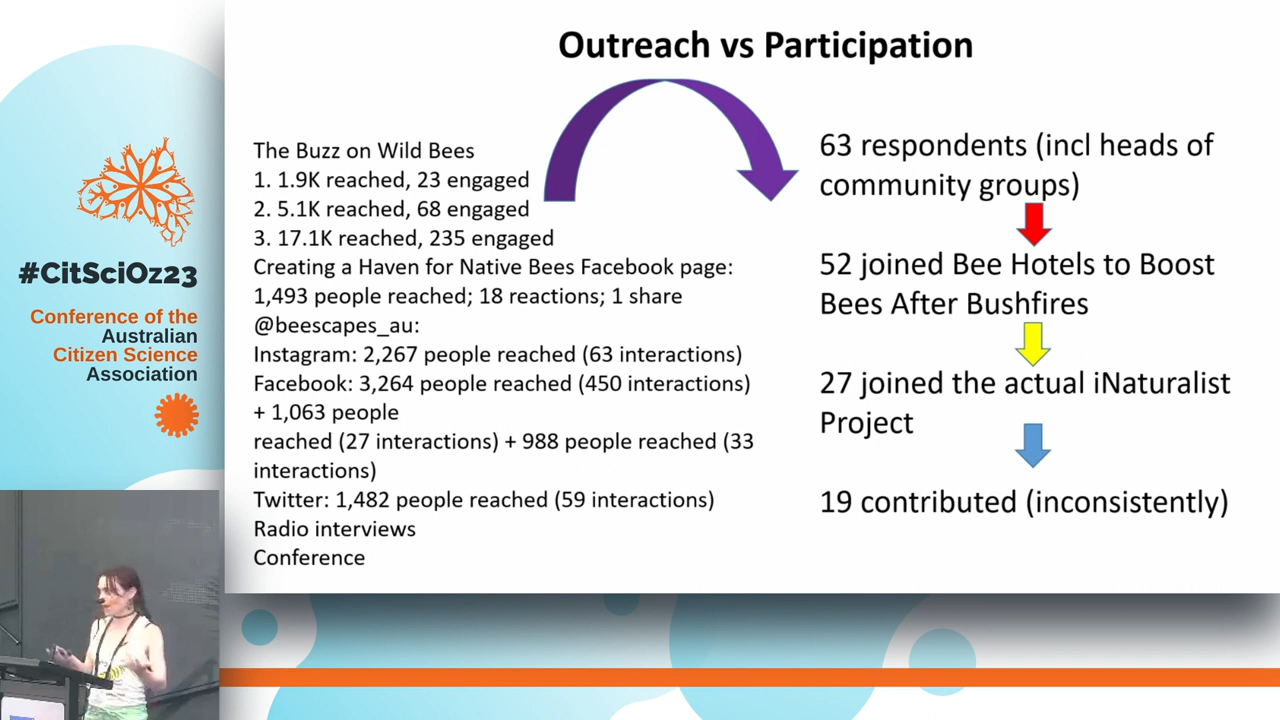 Outreach vs Participation
The Buzz on Wild Bees
1. 1.9K reached, 23 engaged
2. 5.1K reached, 68 engaged
3. 17.1K reached, 235 engaged
Creating a Haven for Native Bees Facebook page:
1,493 people reached; 18 reactions; 1 share
@beescapes_au:
Instagram: 2,267 people reached (63 interactions)
Facebook: 3,264 people reached (450 interactions)
+ 1,063 people
reached (27 interactions) + 988 people reached (33
interactions)
Twitter: 1,482 people reached (59 interactions)
Radio interviews
Conference
63 respondents (incl heads of
community groups)
52 joined Bee Hotels to Boost
Bees After Bushfires
27 joined the actual iNaturalist
Project
19 contributed (inconsistently)
#CitSciOz23
Conference of the
Australian
Citizen Science
Association